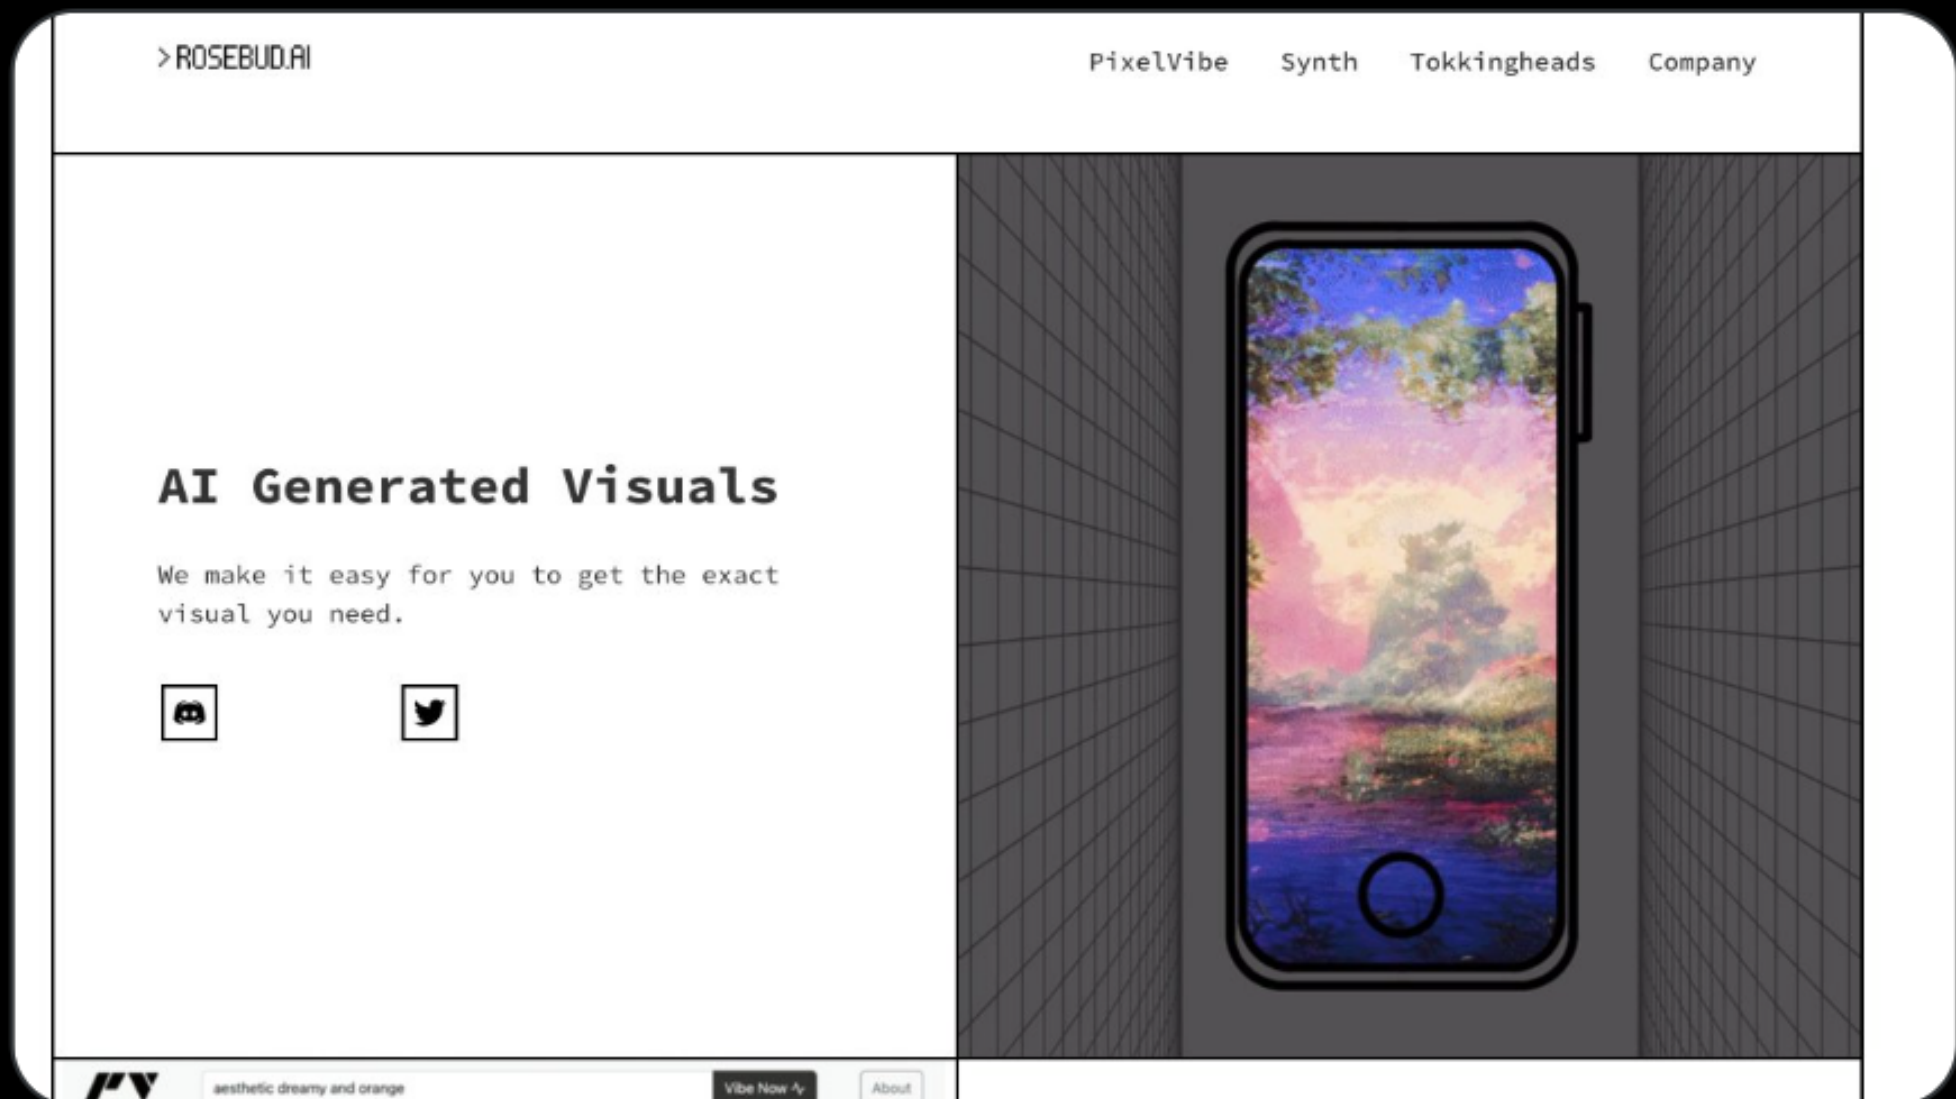 >ROSEBUD.AI
PixelVibe Synth Tokkingheads Company
AI Generated Visuals
We make it easy for you to get the exact
visual you need.
aesthetic dreamy and orange
Vibe Now
About